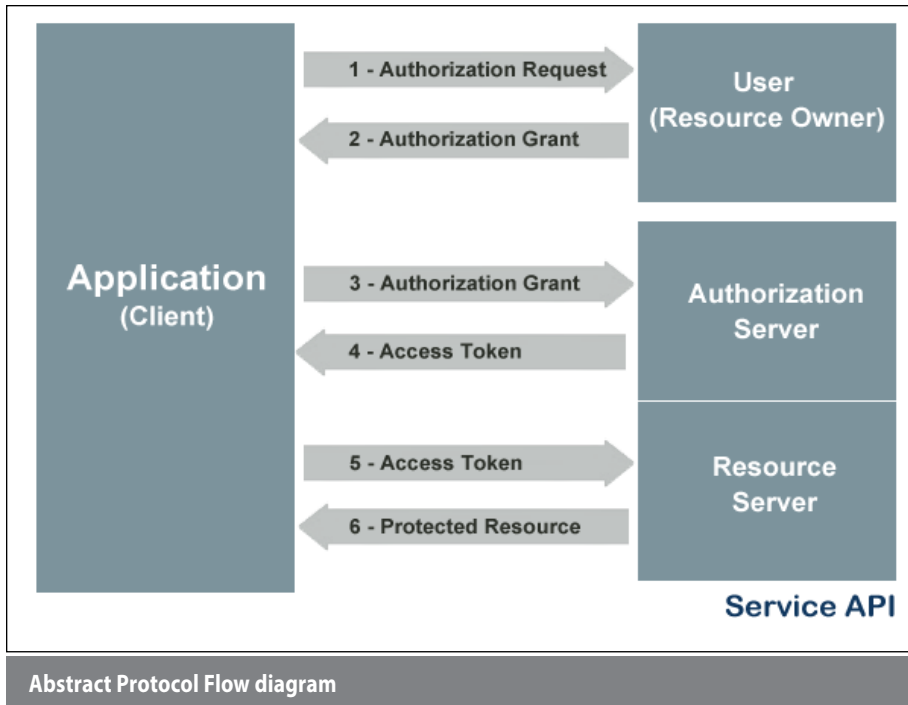 Application
(Client)
1 - Authorization Request
2 - Authorization Grant
User
(Resource Owner)
3 - Authorization Grant
4 - Access Token
Authorization
Server
5 - Access Token
6 - Protected Resource
Resource
Server
Service API
Abstract Protocol Flow diagram